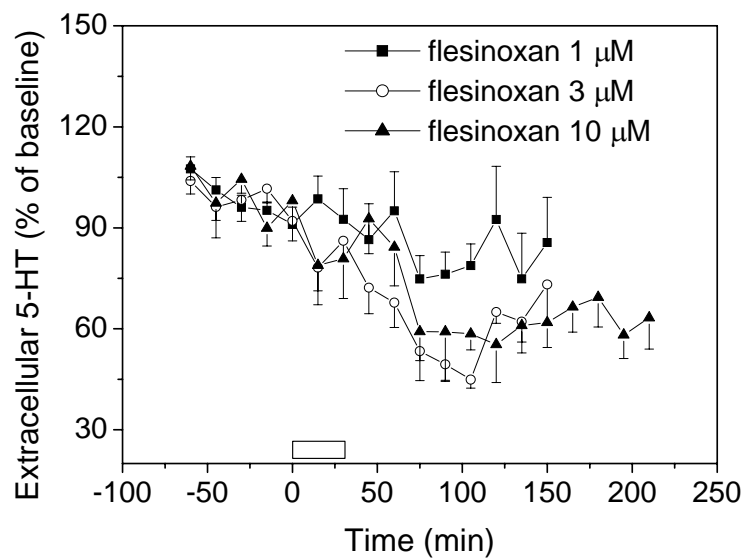 150
120
90
60
30
Extracellular 5-HT (% of baseline)
flesinoxan 1 μM
flesinoxan 3 μM
flesinoxan 10 μM
-100 -50 0 50 100 150 200 250
Time (min)